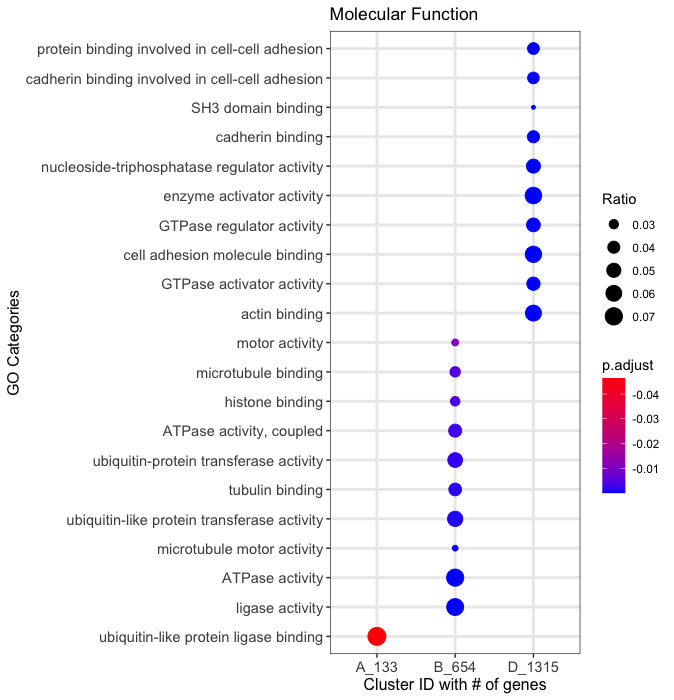 Molecular Function
protein binding involved in cell-cell adhesion
cadherin binding involved in cell-cell adhesion
SH3 domain binding
cadherin binding
nucleoside-triphosphatase regulator activity
enzyme activator activity
GTPase regulator activity
cell adhesion molecule binding
GTPase activator activity
actin binding
motor activity
microtubule binding
histone binding
ATPase activity, coupled
ubiquitin-protein transferase activity
tubulin binding
ubiquitin-like protein transferase activity
microtubule motor activity
ATPase activity
ligase activity
ubiquitin-like protein ligase binding
GO Categories
A_133 B_654 D_1315
Cluster ID with # of genes
Ratio
0.03
0.04
0.05
0.06
0.07
p.adjust
-0.04
-0.03
-0.02
-0.01